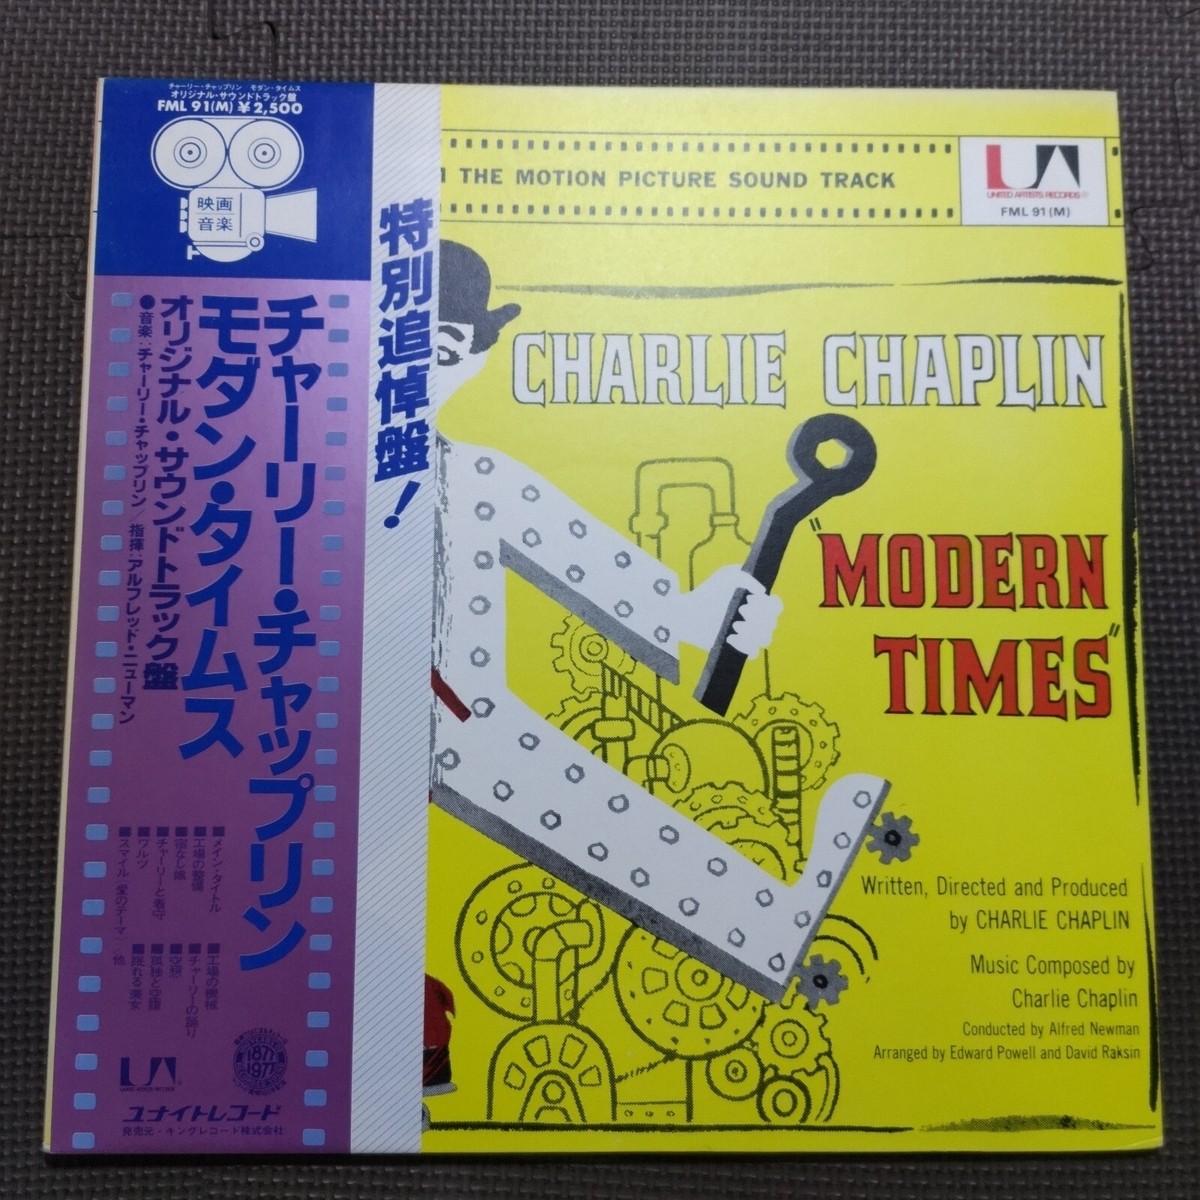 チャーリー・チャップリン モダン・タイムス
オリジナル・サウンドトラック盤
FML 91(M) ¥2,500
映画
音楽
特別追悼盤!
チャーリー・チャップリン
モダン・タイムス
オリジナル・サウンドトラック盤
●音楽:チャーリー・チャップリン/指揮:アルフレッド・ニューマン
■メイン・タイトル
■工場の整備
■宿なし娘
■チャーリーと看守
■ワルツ
■スマイル(愛のテーマ)・他
■工場の機械
■チャーリーの踊り
■空想
■孤独と空腹
■眠れる美女
UA
UNITED ARTISTS RECORDS
1877
1977
ユナイトレコード
発売元・キングレコード株式会社
THE MOTION PICTURE SOUND TRACK
UA
UNITED ARTISTS RECORDS
FML 91(M)
CHARLIE CHAPLIN
"MODERN
TIMES"
Written, Directed and Produced
by CHARLIE CHAPLIN
Music Composed by
Charlie Chaplin
Conducted by Alfred Newman
Arranged by Edward Powell and David Raksin